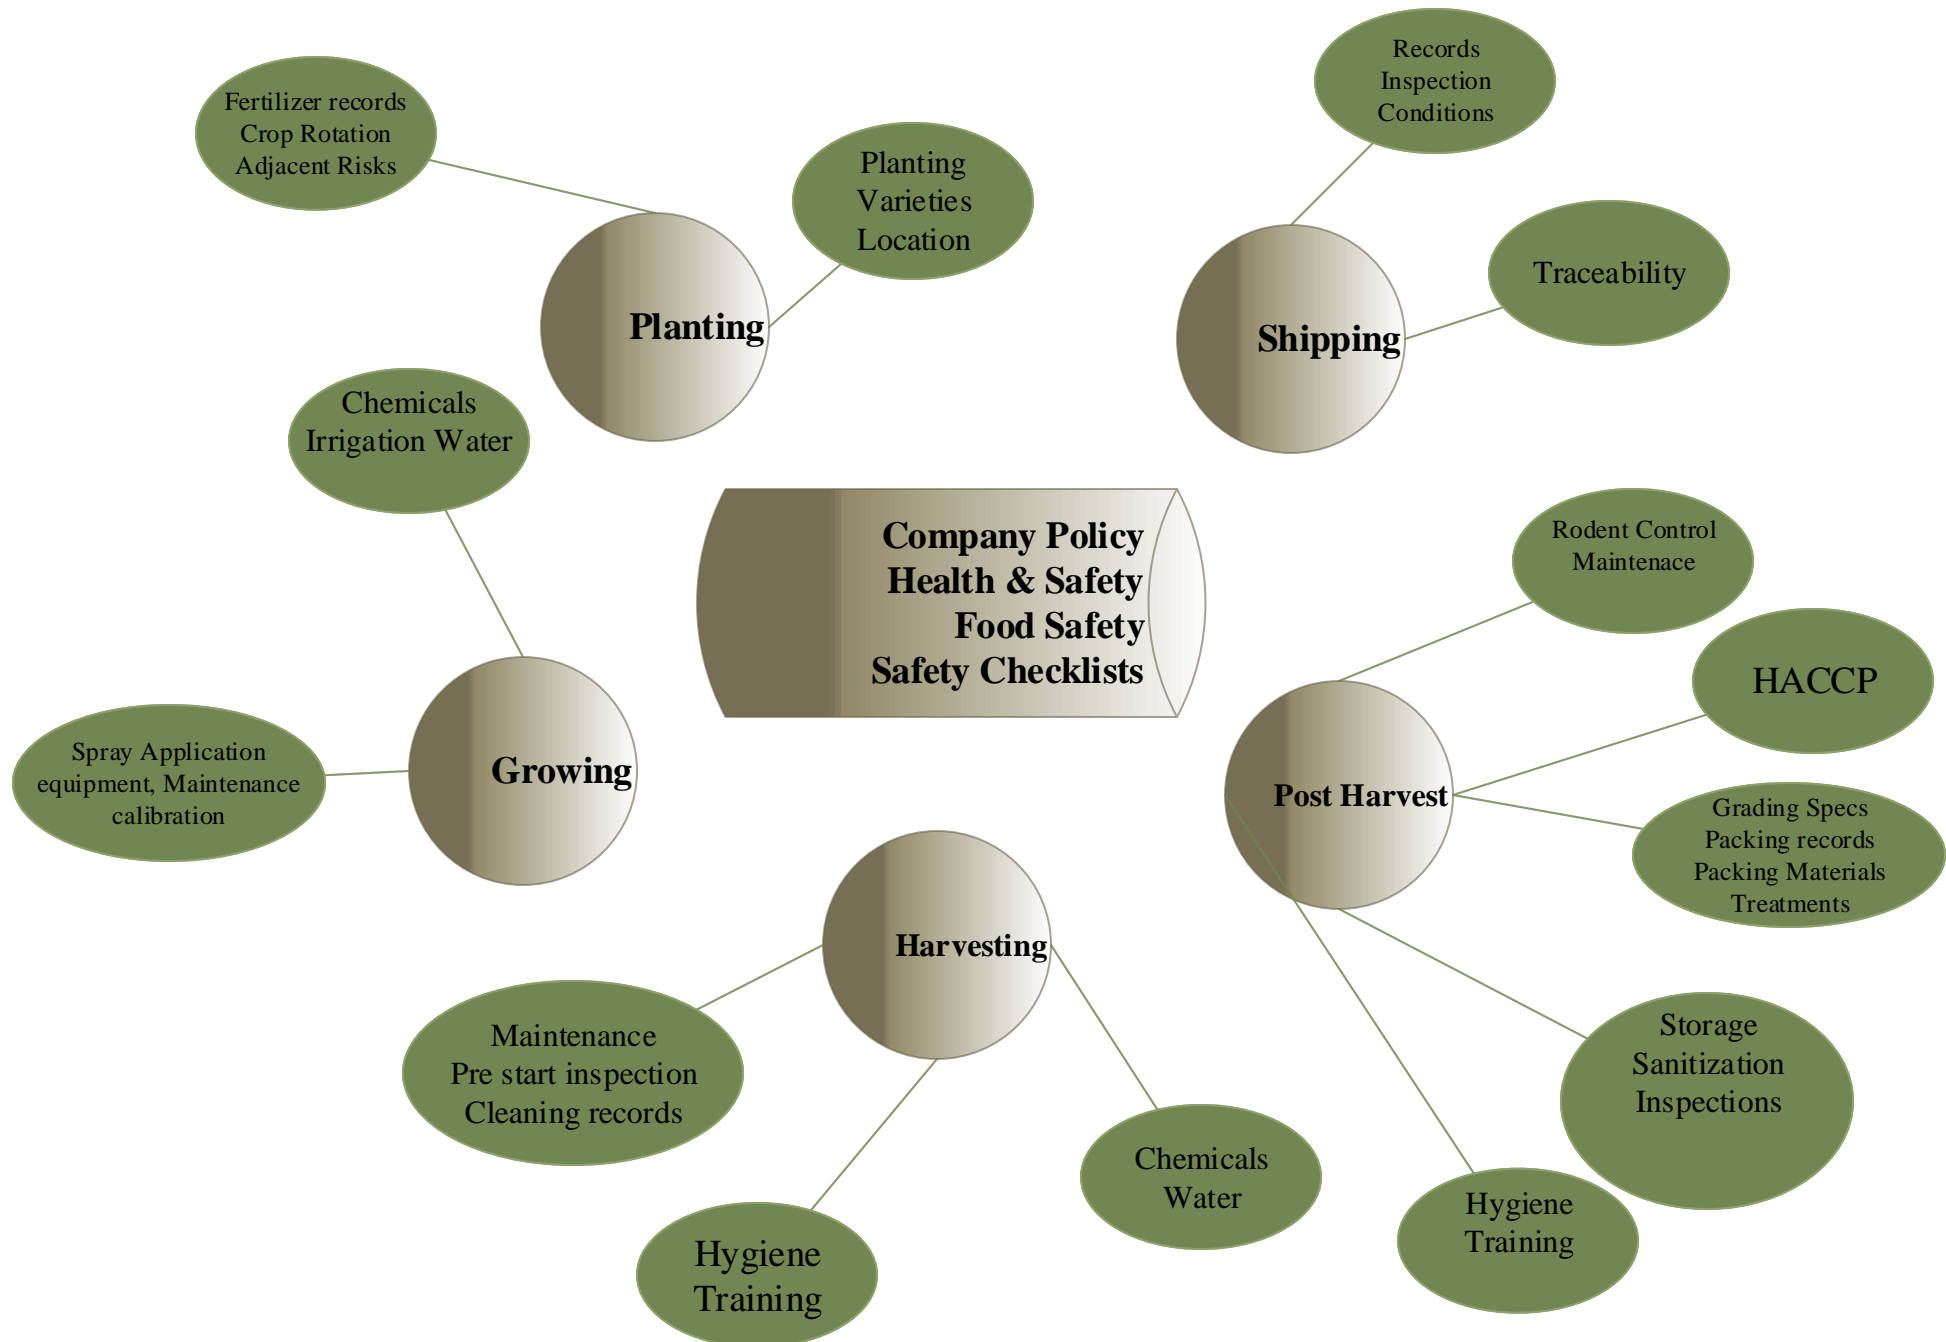 Records
Inspection
Conditions
Fertilizer records
Crop Rotation
Adjacent Risks
Planting
Varieties
Location
Traceability
Planting
Shipping
Chemicals
Irrigation Water
Company Policy
Health & Safety
Food Safety
Safety Checklists
Rodent Control
Maintenace
HACCP
Spray Application
equipment, Maintenance
calibration
Growing
Post Harvest
Grading Specs
Packing records
Packing Materials
Treatments
Harvesting
Maintenance
Pre start inspection
Cleaning records
Storage
Sanitization
Inspections
Chemicals
Water
Hygiene
Training
Hygiene
Training